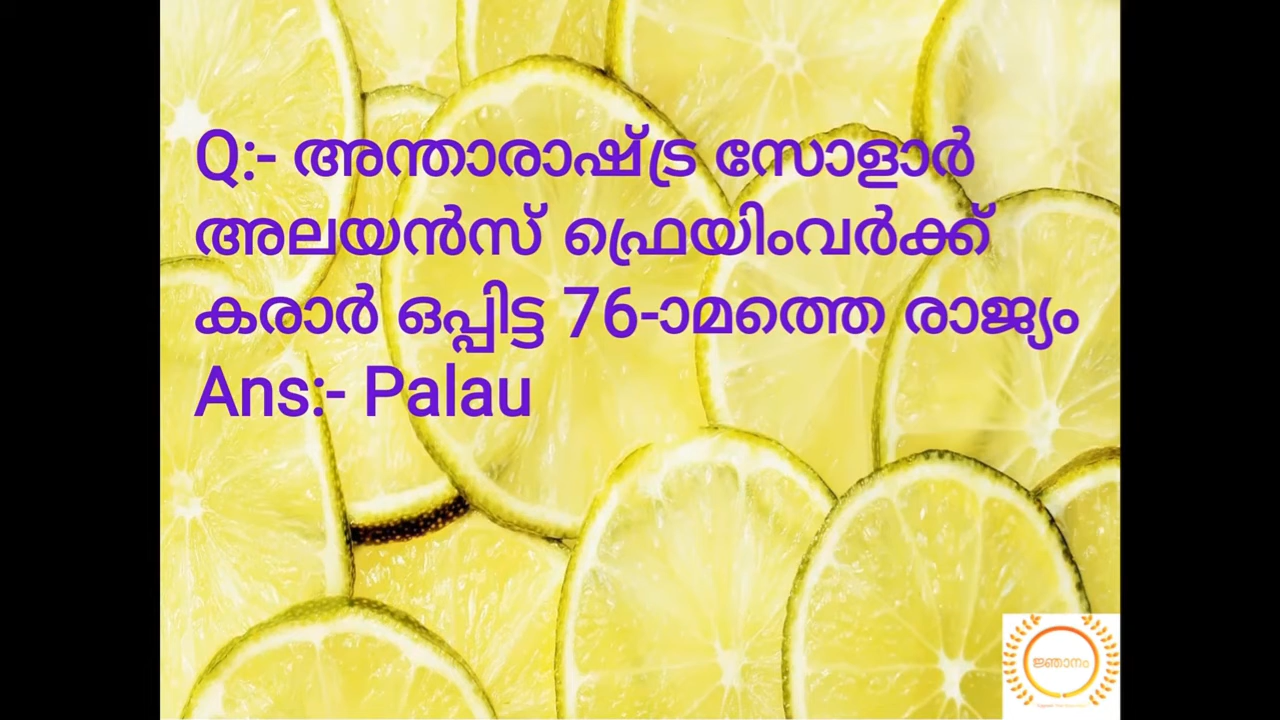 Q:- അന്താരാഷ്ട്ര സോളാർ
അലയൻസ് ഫ്രെയിംവർക്ക്
കരാർ ഒപ്പിട്ട 76-ാമത്തെ രാജ്യം
Ans:- Palau
ജ്ഞാനം